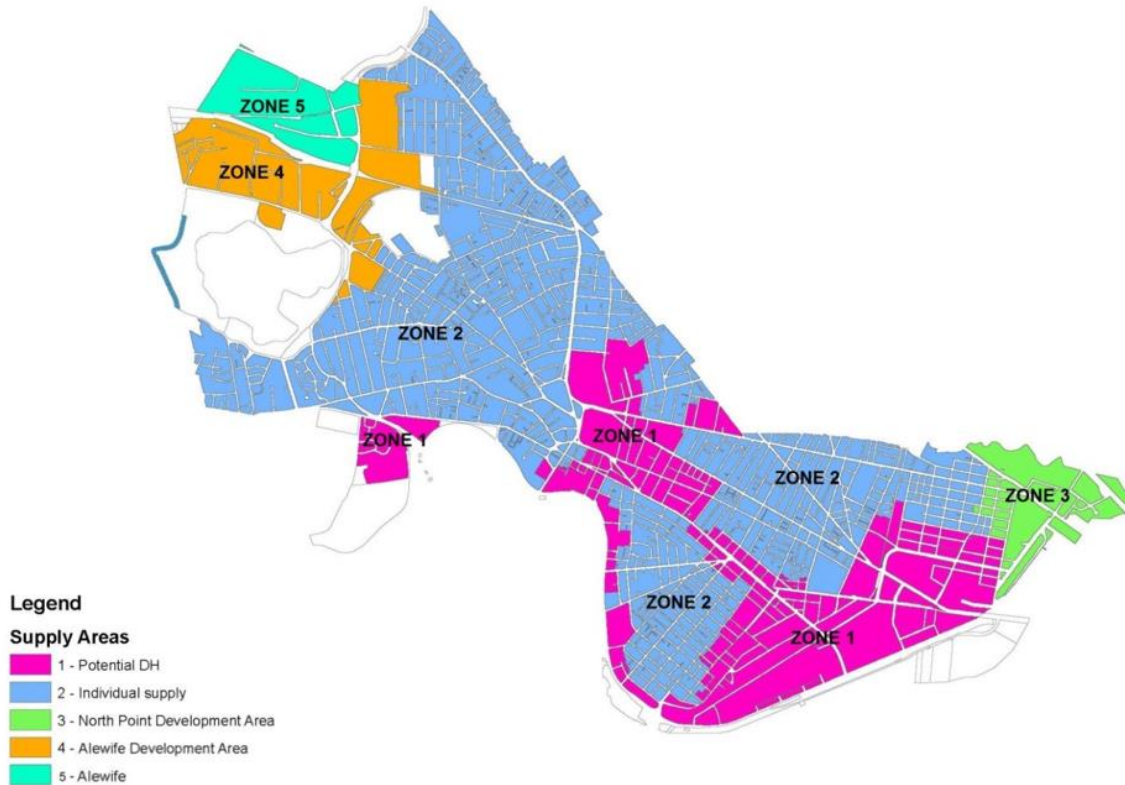 ZONE 5
ZONE 4
ZONE 2
ZONE 1
ZONE 1
ZONE 2
ZONE 3
ZONE 2
ZONE 1
Legend
Supply Areas
1 - Potential DH
2 - Individual supply
3 - North Point Development Area
4 - Alewife Development Area
5 - Alewife